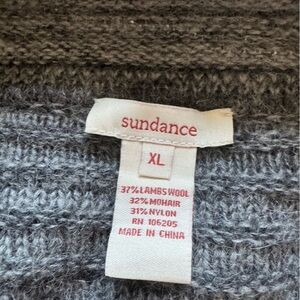 sundance
XL
37%LAMBSWOOL
32%MOHAIR
31%NYLON
RN 106205
MADE IN CHINA